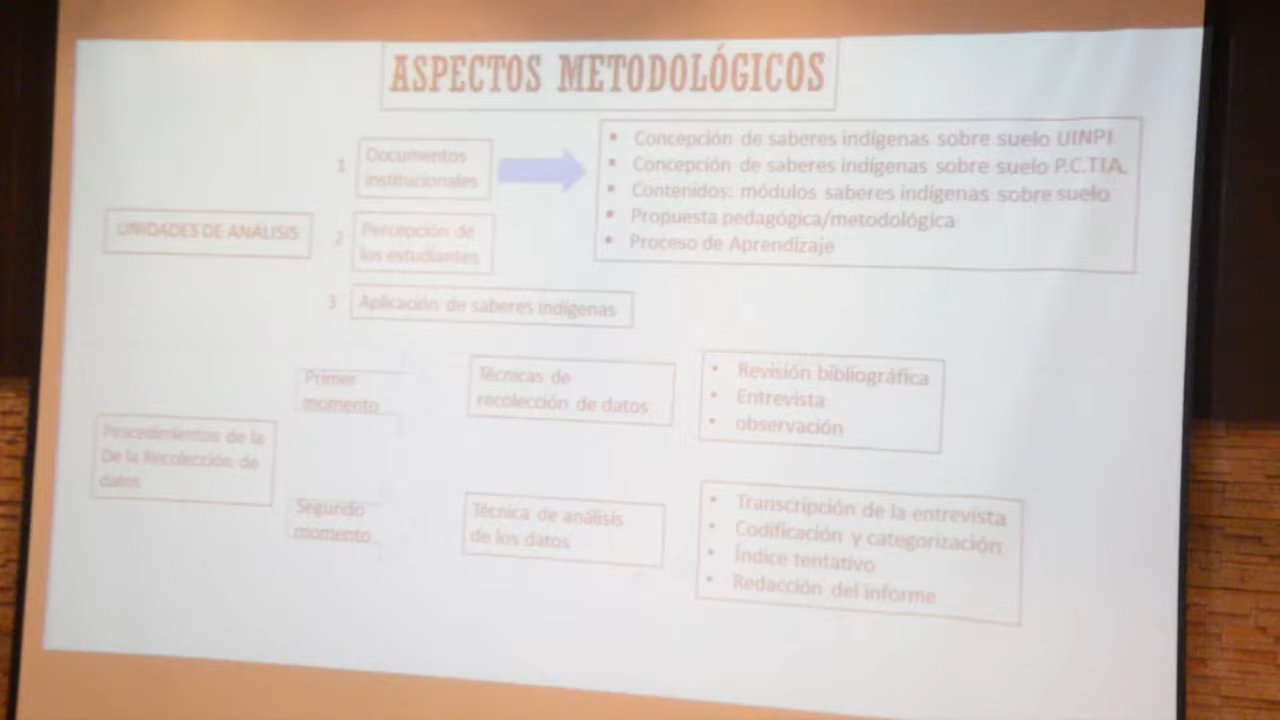 ASPECTOS METODOLÓGICOS
UNIDADES DE ANÁLISIS
1
Documentos
institucionales
▪ Concepción de saberes indígenas sobre suelo UINPI
▪ Concepción de saberes indígenas sobre suelo P.C.TIA.
▪ Contenidos: módulos saberes indígenas sobre suelo
▪ Propuesta pedagógica/metodológica
▪ Proceso de Aprendizaje
2
Percepción de
los estudiantes
3
Aplicación de saberes indígenas
Procedimientos de la
De la Recolección de
datos
Primer
momento
Técnicas de
recolección de datos
• Revisión bibliográfica
• Entrevista
• observación
Segundo
momento
Técnica de análisis
de los datos
• Transcripción de la entrevista
• Codificación y categorización
• Índice tentativo
• Redacción del informe